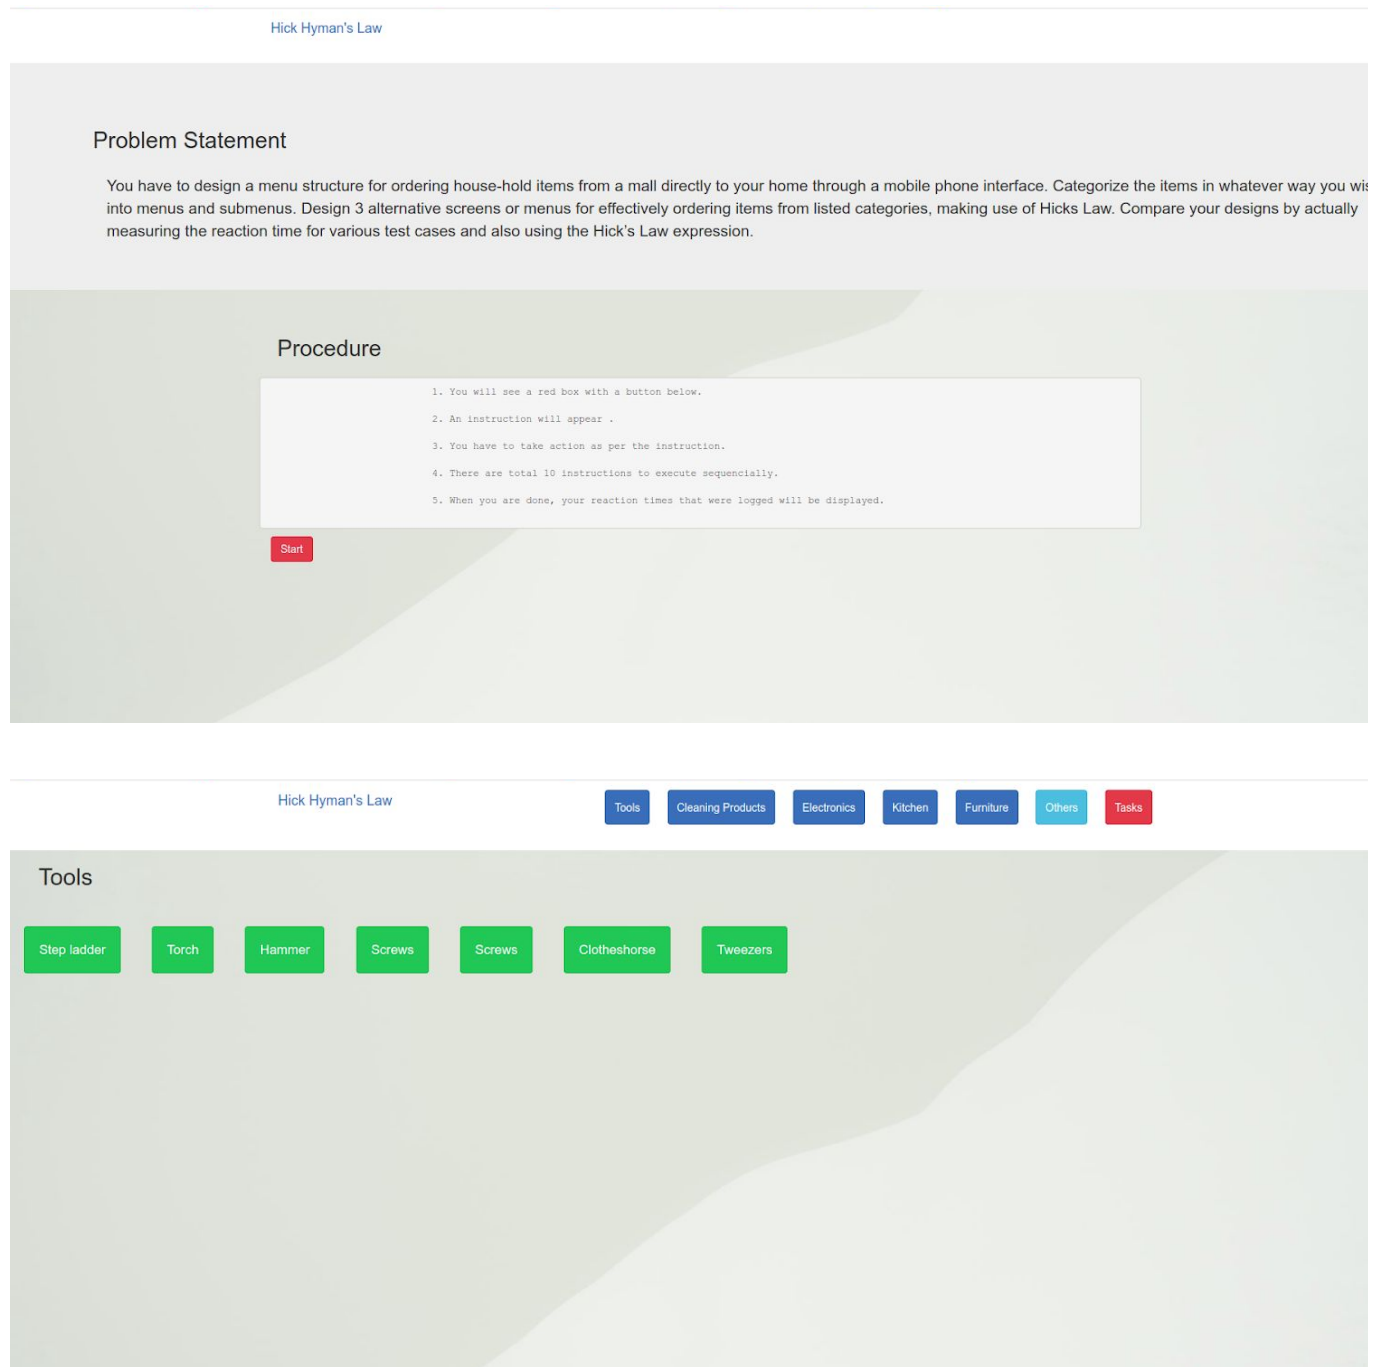 Hick Hyman's Law
Problem Statement
You have to design a menu structure for ordering house-hold items from a mall directly to your home through a mobile phone interface. Categorize the items in whatever way you wis
into menus and submenus. Design 3 alternative screens or menus for effectively ordering items from listed categories, making use of Hicks Law. Compare your designs by actually
measuring the reaction time for various test cases and also using the Hick's Law expression.
Procedure
1. You will see a red box with a button below.
2. An instruction will appear .
3. You have to take action as per the instruction.
4. There are total 10 instructions to execute sequencially.
5. When you are done, your reaction times that were logged will be displayed.
Start
Hick Hyman's Law Tools Cleaning Products Electronics Kitchen Furniture Others Tasks
Tools
Step ladder Torch Hammer Screws Screws Clotheshorse Tweezers